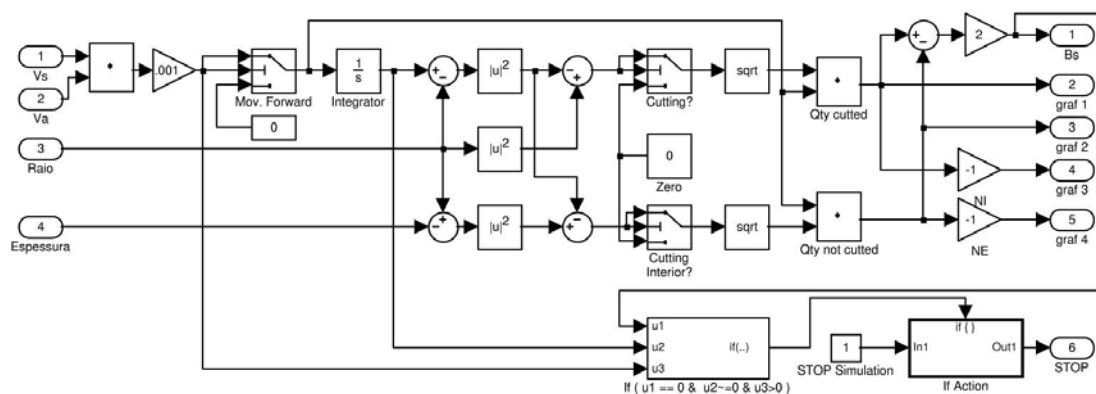 1
Vs
2
Va
3
Raio
4
Espessura
.001
Mov. Forward
0
1
s
Integrator
+
-
|u|²
-
+
|u|²
-
+
|u|²
+
-
Cutting?
sqrt
0
Zero
Cutting
Interior?
sqrt
Qty cutted
Qty not cutted
+
-
2
1
Bs
2
graf 1
3
graf 2
-1
NI
4
graf 3
-1
NE
5
graf 4
u1
u2
u3
if(..)
If ( u1 == 0 & u2~=0 & u3>0 )
1
STOP Simulation
if ( )
In1
Out1
If Action
6
STOP